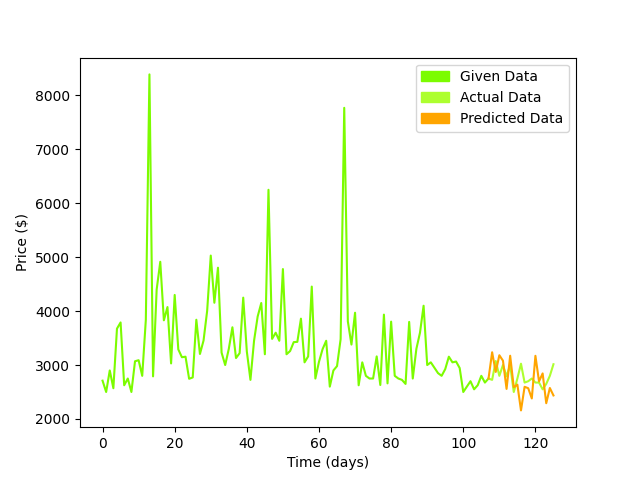 Given Data
Actual Data
Predicted Data
8000
7000
6000
5000
4000
3000
2000
Price ($)
0 20 40 60 80 100 120
Time (days)